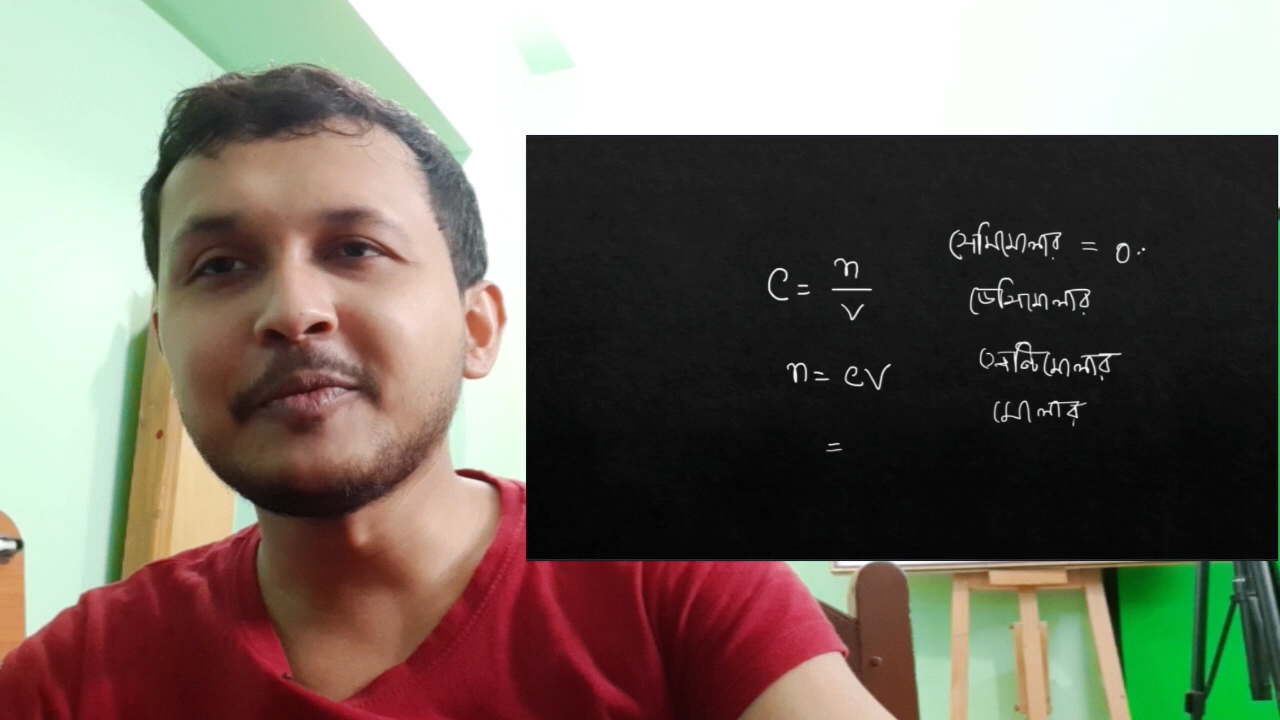 C = n/v
n = cv
=
সেমিমোলার = 0.
ডেসিমোলার
সেন্টিমোলার
মোলার